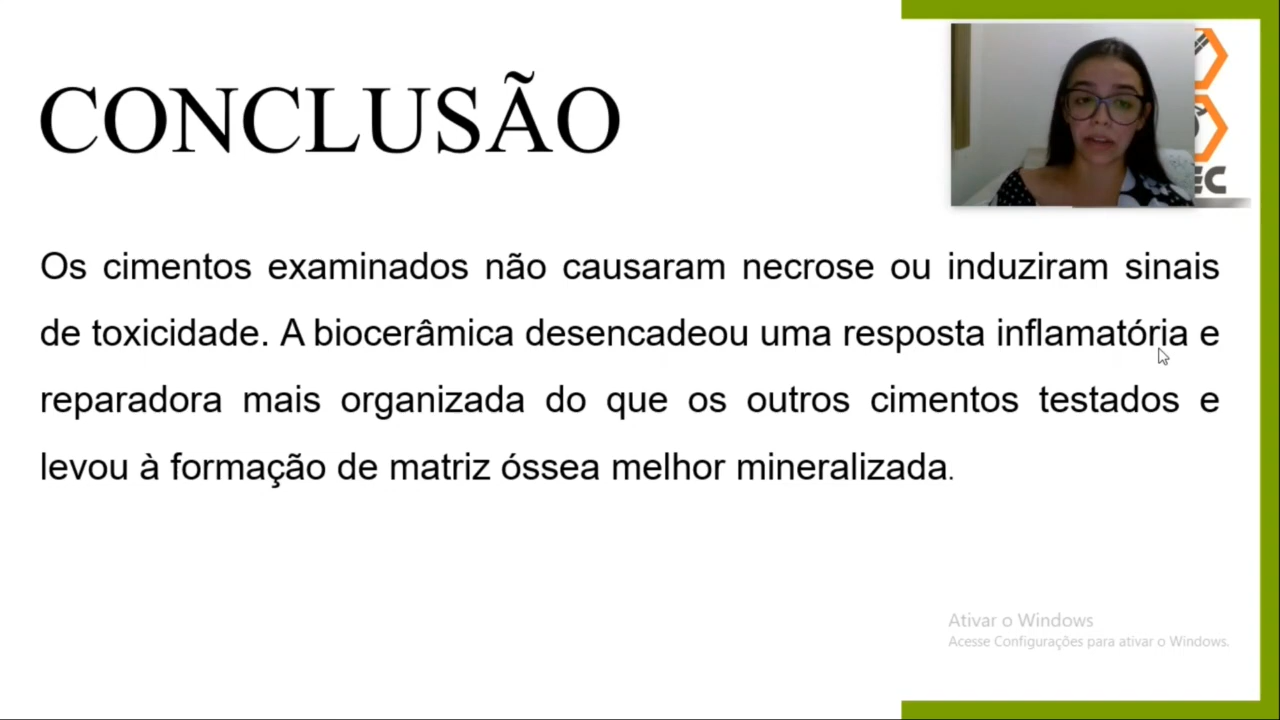 CONCLUSÃO
Os cimentos examinados não causaram necrose ou induziram sinais
de toxicidade. A biocerâmica desencadeou uma resposta inflamatória e
reparadora mais organizada do que os outros cimentos testados e
levou à formação de matriz óssea melhor mineralizada.
Ativar o Windows
Acesse Configurações para ativar o Windows.